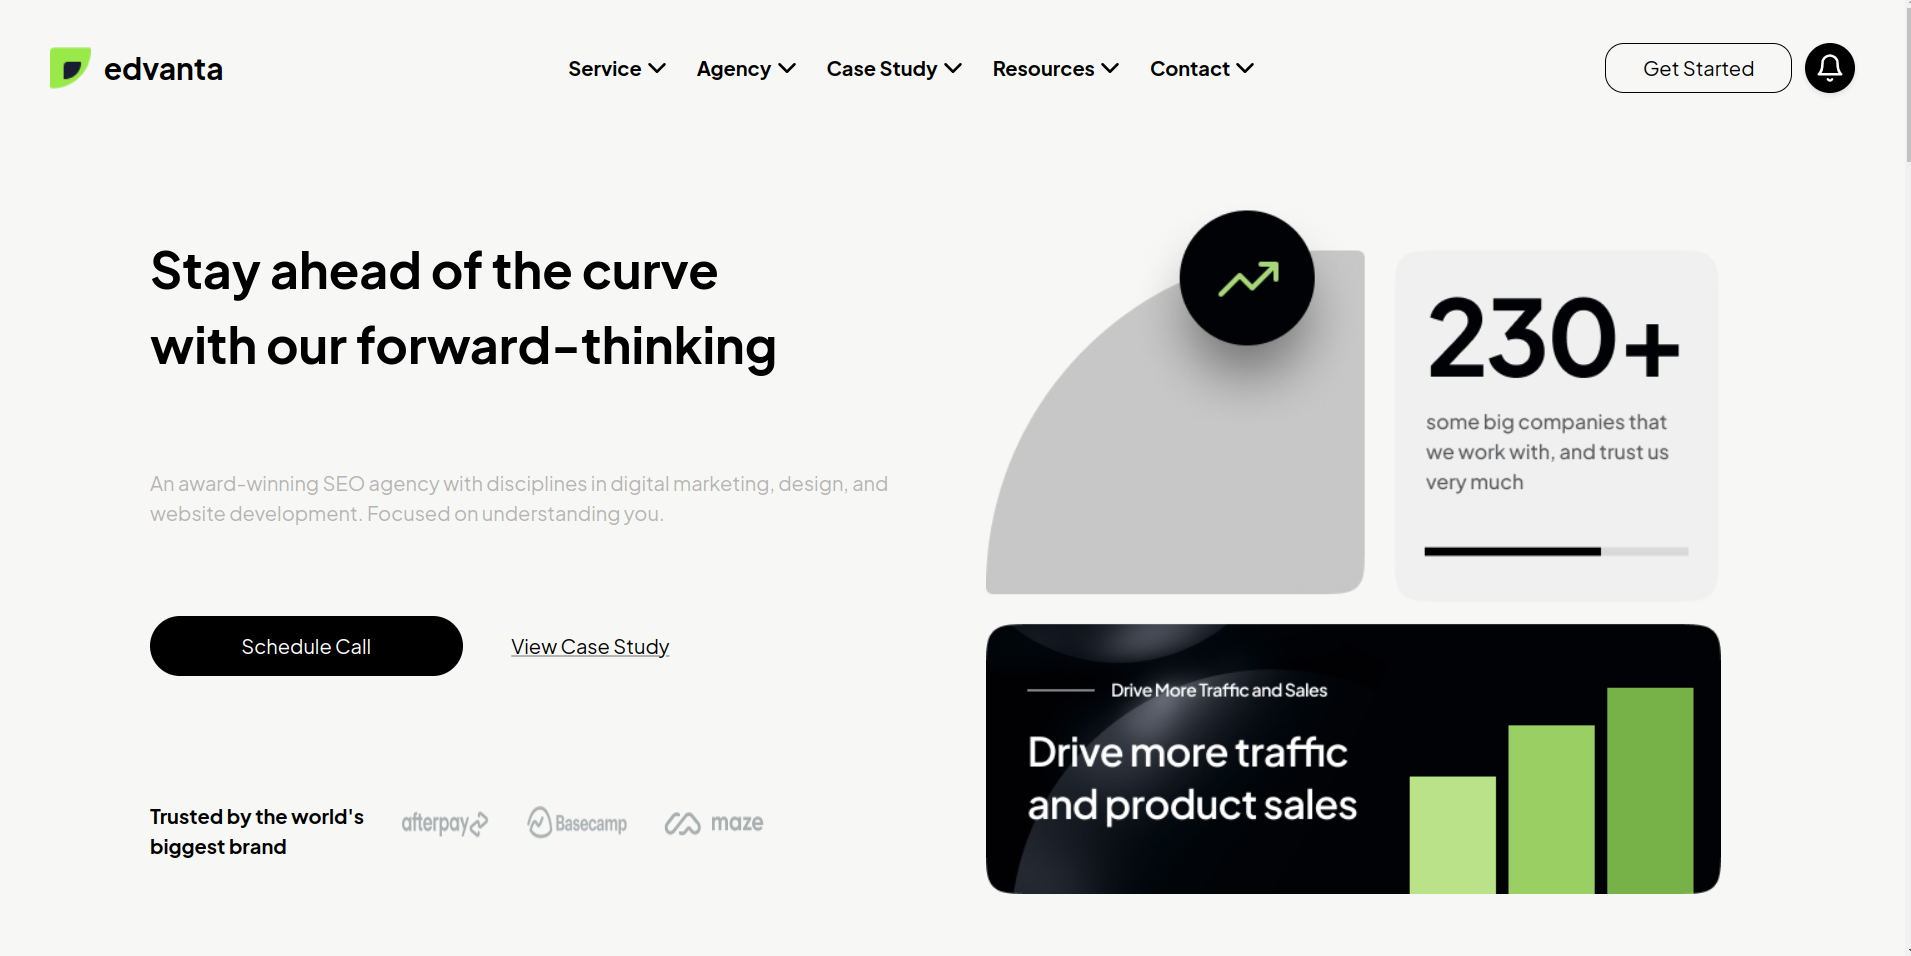 edvanta
Service
Agency
Case Study
Resources
Contact
Get Started
Stay ahead of the curve
with our forward-thinking
An award-winning SEO agency with disciplines in digital marketing, design, and
website development. Focused on understanding you.
Schedule Call
View Case Study
Trusted by the world's
biggest brand
afterpay
Basecamp
maze
230+
some big companies that
we work with, and trust us
very much
Drive More Traffic and Sales
Drive more traffic
and product sales